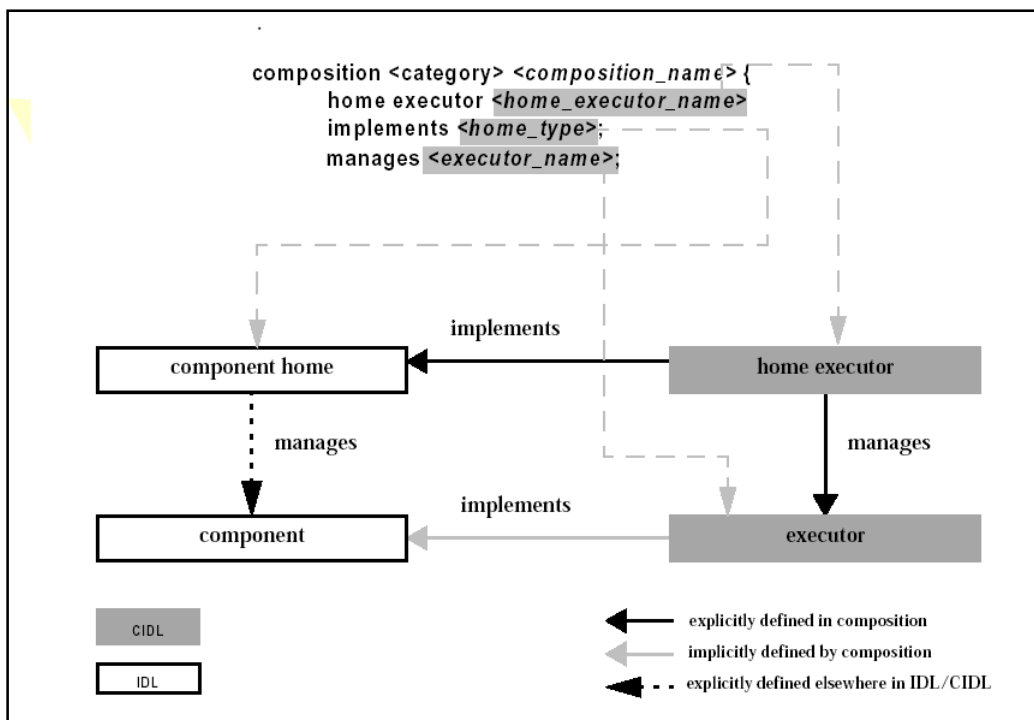 composition <category> <composition_name> {
home executor <home_executor_name>
implements <home_type>;
manages <executor_name>;
implements
component home
home executor
manages
manages
implements
component
executor
CIDL
explicitly defined in composition
implicitly defined by composition
IDL
explicitly defined elsewhere in IDL/CIDL